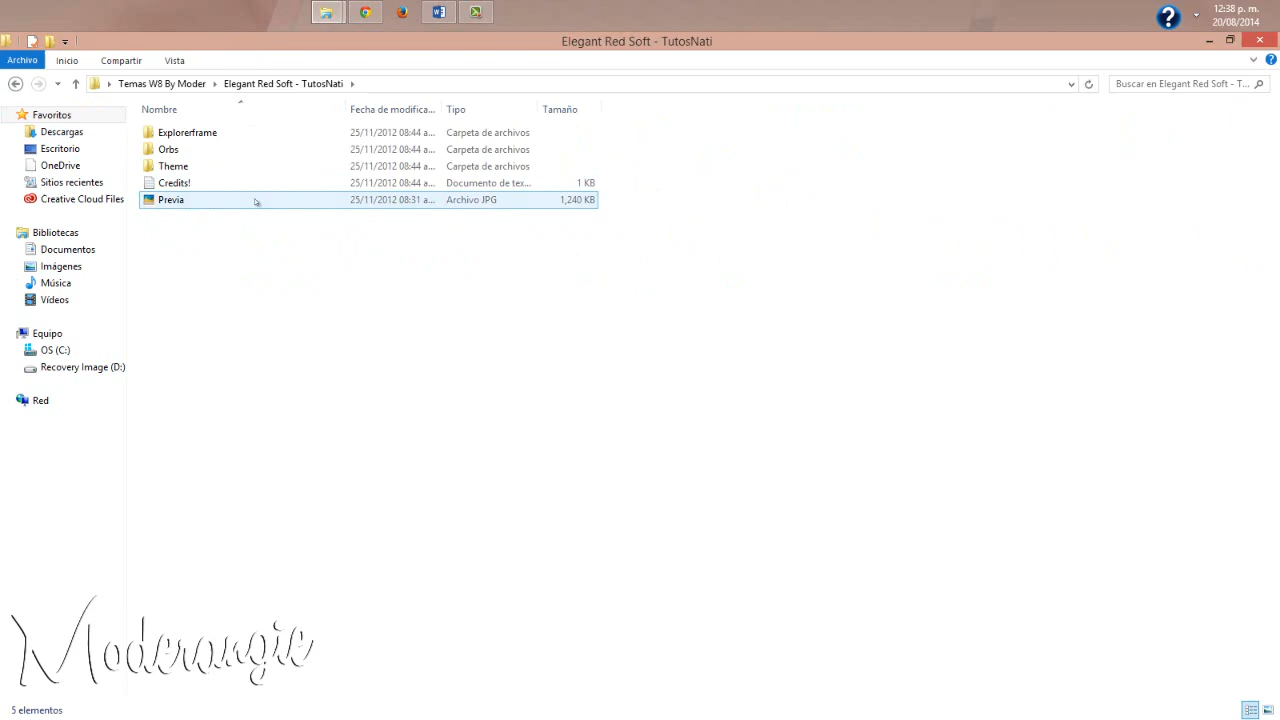 12:38 p. m.
20/08/2014
Elegant Red Soft - TutosNati
Archivo Inicio Compartir Vista
Temas W8 By Moder Elegant Red Soft - TutosNati
Buscar en Elegant Red Soft - T...
Nombre Fecha de modifica... Tipo Tamaño
Explorerframe 25/11/2012 08:44 a... Carpeta de archivos
Orbs 25/11/2012 08:44 a... Carpeta de archivos
Theme 25/11/2012 08:44 a... Carpeta de archivos
Credits! 25/11/2012 08:44 a... Documento de tex... 1 KB
Previa 25/11/2012 08:31 a... Archivo JPG 1,240 KB
Favoritos
Descargas
Escritorio
OneDrive
Sitios recientes
Creative Cloud Files
Bibliotecas
Documentos
Imágenes
Música
Vídeos
Equipo
OS (C:)
Recovery Image (D:)
Red
Moderangie
5 elementos